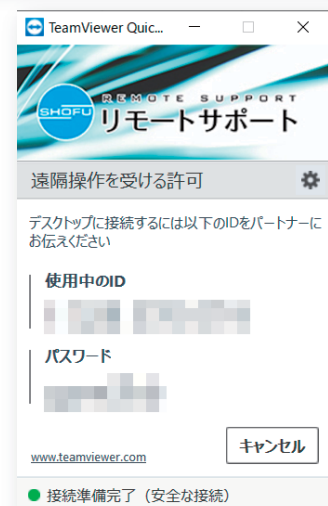 TeamViewer Quic...
REMOTE SUPPORT
SHOFU
リモートサポート
遠隔操作を受ける許可
デスクトップに接続するには以下のIDをパートナーに
お伝えください
使用中のID
パスワード
www.teamviewer.com
キャンセル
接続準備完了（安全な接続）